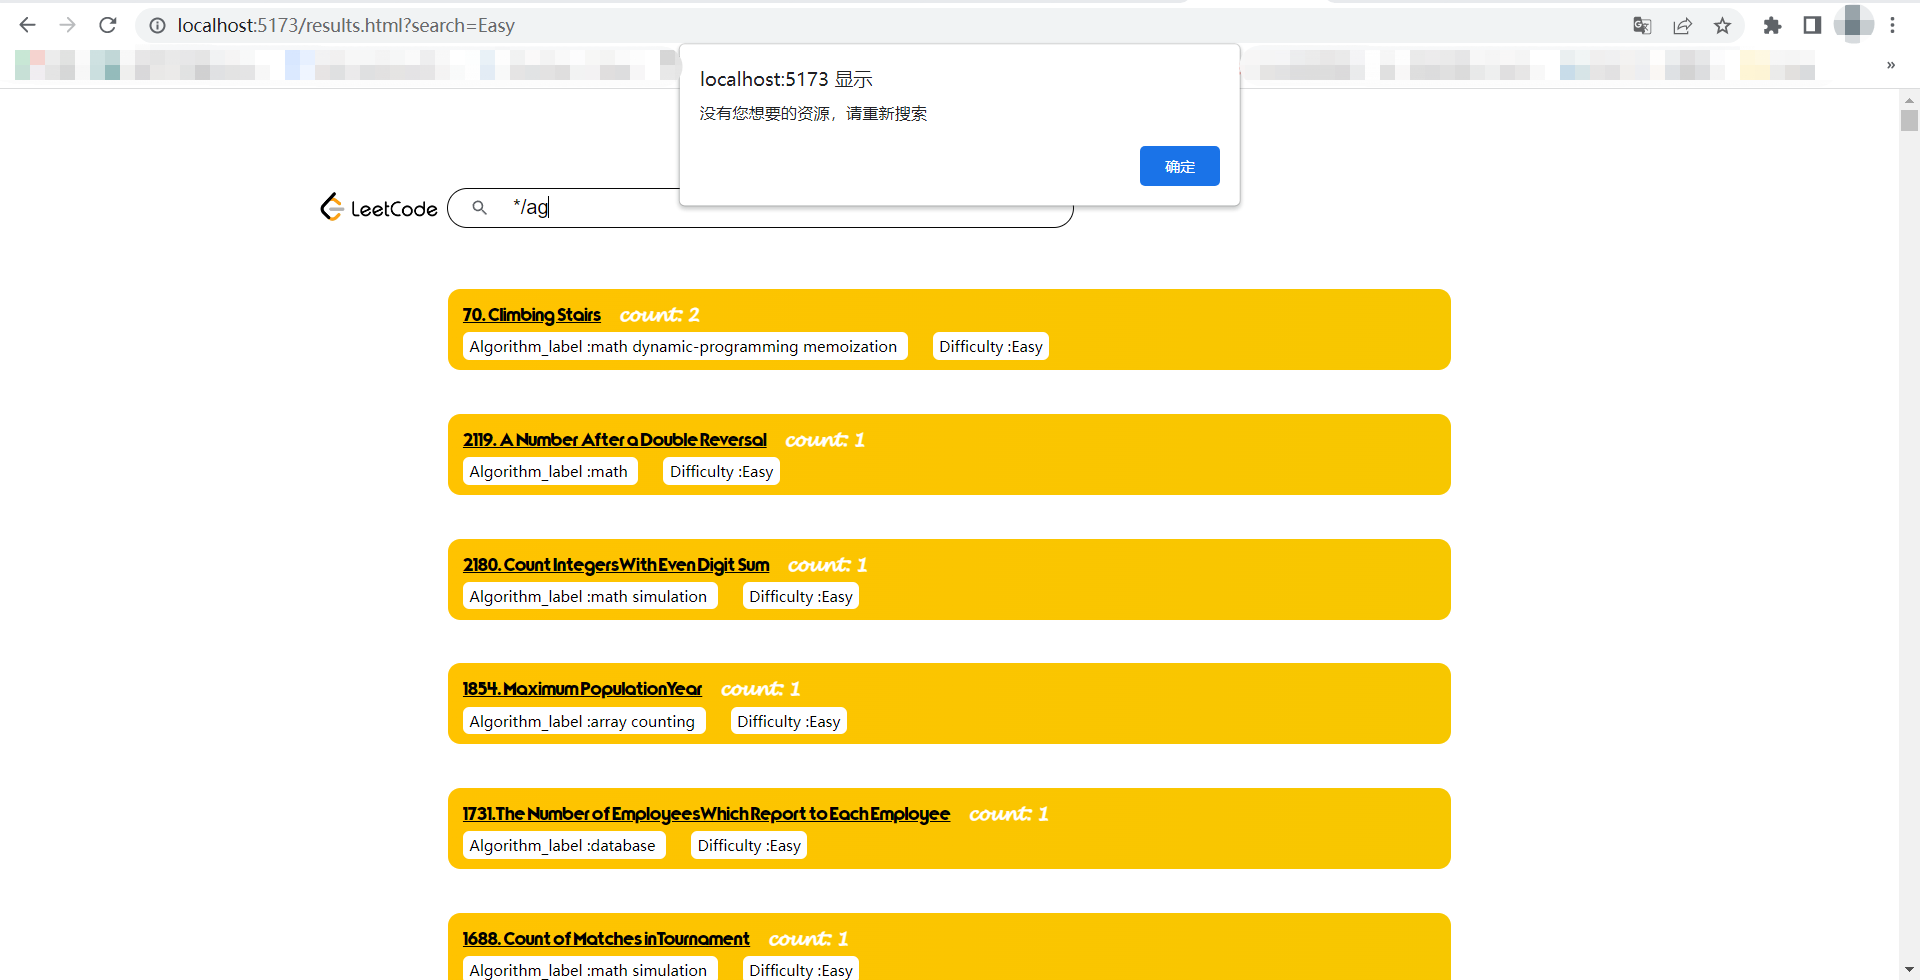 localhost:5173/results.html?search=Easy
»
localhost:5173 显示
没有您想要的资源，请重新搜索
确定
LeetCode
*/ag
70. Climbing Stairs count: 2
Algorithm_label :math dynamic-programming memoization Difficulty :Easy
2119. A Number After a Double Reversal count: 1
Algorithm_label :math Difficulty :Easy
2180. Count Integers With Even Digit Sum count: 1
Algorithm_label :math simulation Difficulty :Easy
1854. Maximum Population Year count: 1
Algorithm_label :array counting Difficulty :Easy
1731. The Number of Employees Which Report to Each Employee count: 1
Algorithm_label :database Difficulty :Easy
1688. Count of Matches in Tournament count: 1
Algorithm_label :math simulation Difficulty :Easy